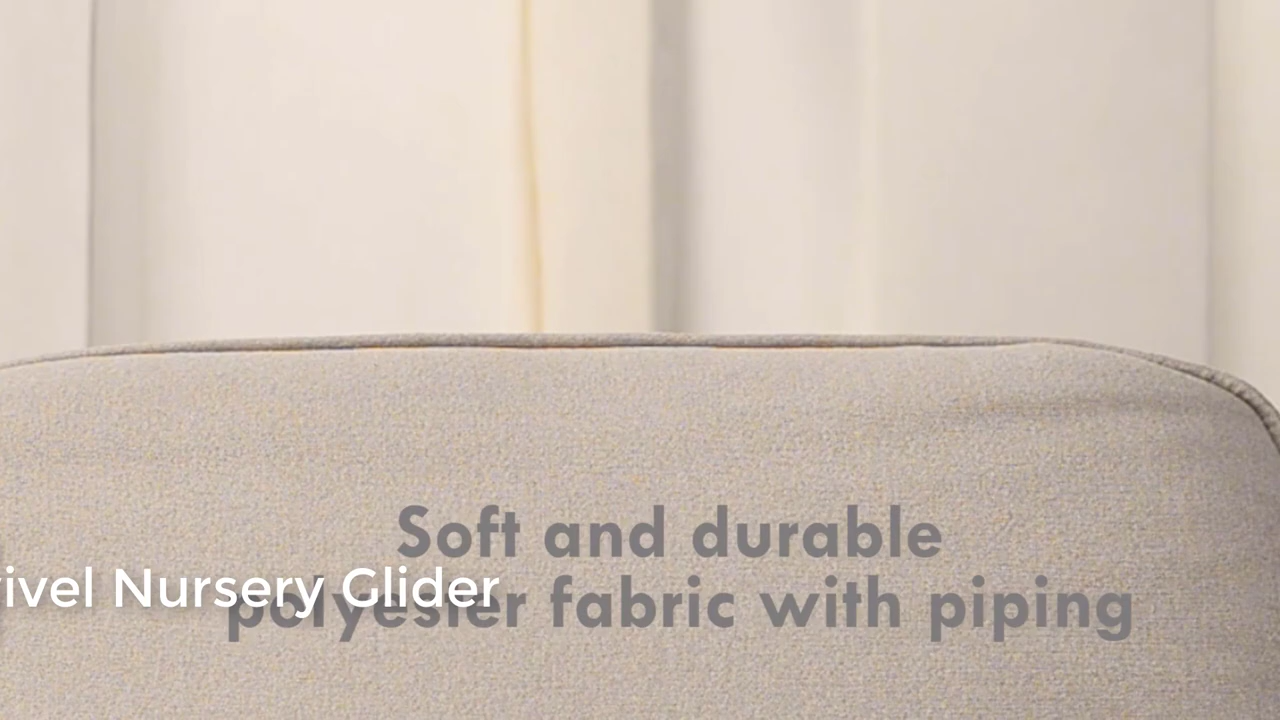 Soft and durable
ivel Nursery Glider
polyester fabric with piping